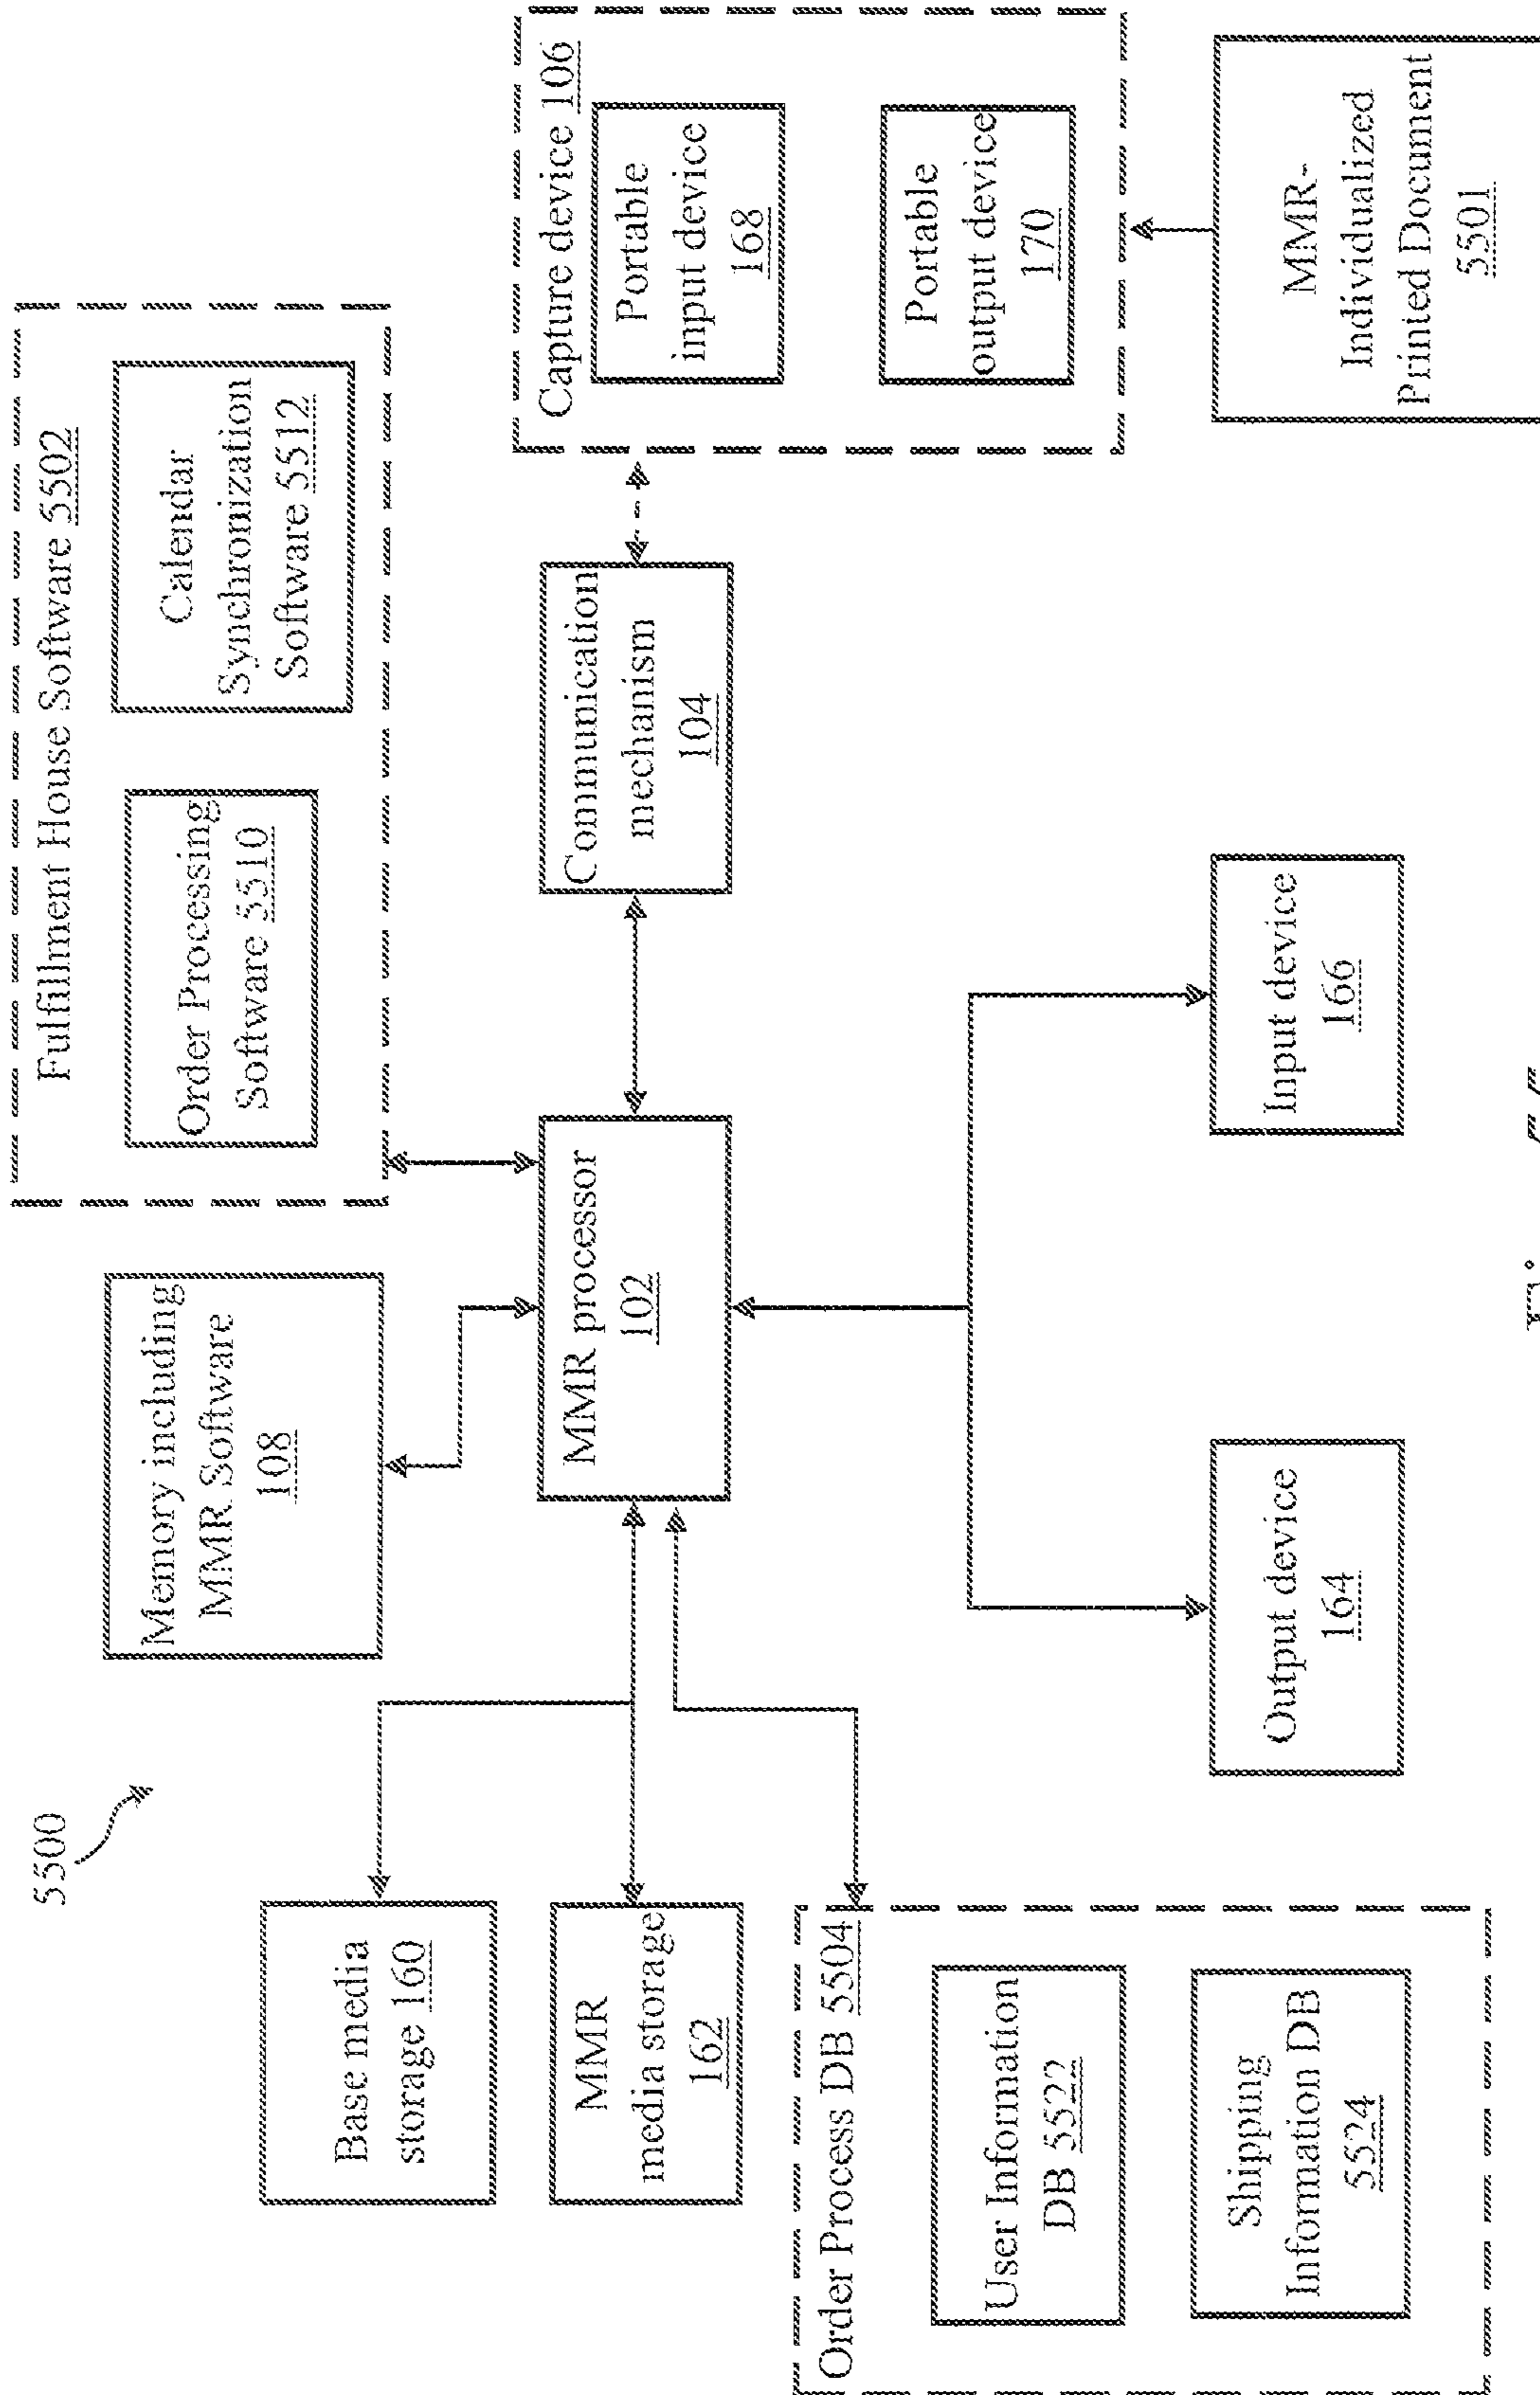 5500
Base media
storage 160
MMR
media storage
162
Order Process DB 5504
User Information
DB 5522
Shipping
Information DB
5524
Memory including
MMR Software
108
MMR processor
102
Output device
164
Input device
166
Fulfillment House Software 5502
Order Processing
Software 5510
Calendar
Synchronization
Software 5512
Communication
mechanism
104
Capture device 106
Portable
input device
168
Portable
output device
170
MMR-
Individualized
Printed Document
5501